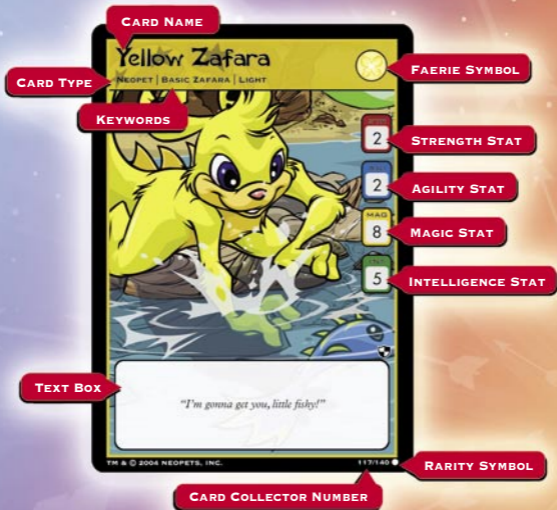 CARD NAME
Yellow Zafara
NEOPET | BASIC ZAFARA | LIGHT
CARD TYPE
FAERIE SYMBOL
KEYWORDS
2
STRENGTH STAT
2
AGILITY STAT
MAG
8
MAGIC STAT
INT
5
INTELLIGENCE STAT
TEXT BOX
"I'm gonna get you, little fishy!"
TM & © 2004 NEOPETS, INC.
117/140
RARITY SYMBOL
CARD COLLECTOR NUMBER